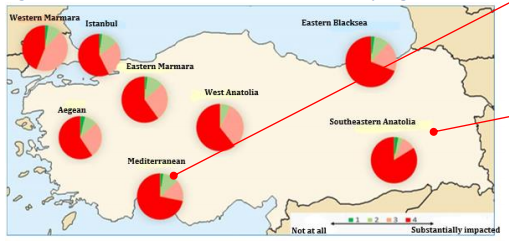 Western Marmara
Istanbul
Eastern Blacksea
Eastern Marmara
West Anatolia
Aegean
Southeastern Anatolia
Mediterranean
1 2 3 4
Not at all Substantially impacted